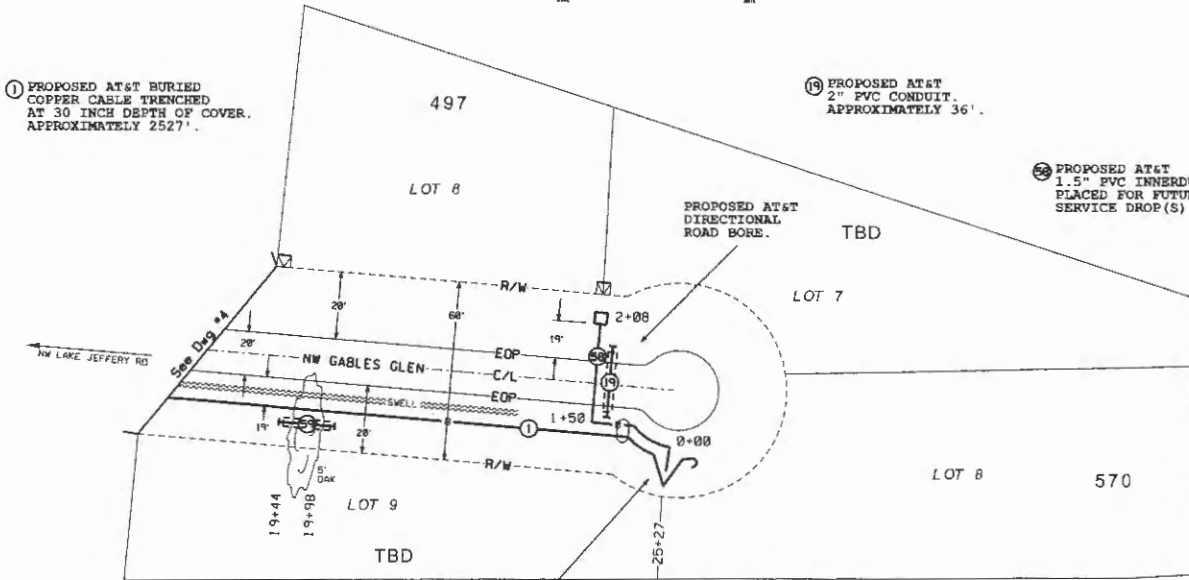 ① PROPOSED AT&T BURIED
COPPER CABLE TRENCHED
AT 30 INCH DEPTH OF COVER.
APPROXIMATELY 2527'.
497
LOT 8
⑲ PROPOSED AT&T
2" PVC CONDUIT.
APPROXIMATELY 36'.
PROPOSED AT&T
1.5" PVC
PLACED FOR
SERVICE DROP(S)
PROPOSED AT&T
DIRECTIONAL
ROAD BORE.
TBD
LOT 7
R/W
20'
60'
19'
2+08
See Dwg #4
20'
EOP
NW LAKE JEFFERY RD
NW GABLES GLEN
C/L
19
EOP
SWELL
1+50
19'
59
20'
1
0+00
R/W
5'
OAK
LOT 9
LOT 8
570
19+44
19+98
25+27
TBD